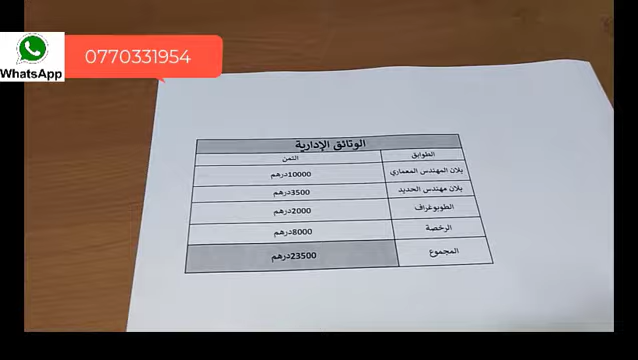 WhatsApp
0770331954
الوثائق الإدارية
الطوابق الثمن
بلان المهندس المعماري 10000درهم
بلان مهندس الحديد 3500درهم
الطوبوغراف 2000درهم
الرخصة 8000درهم
المجموع 23500درهم